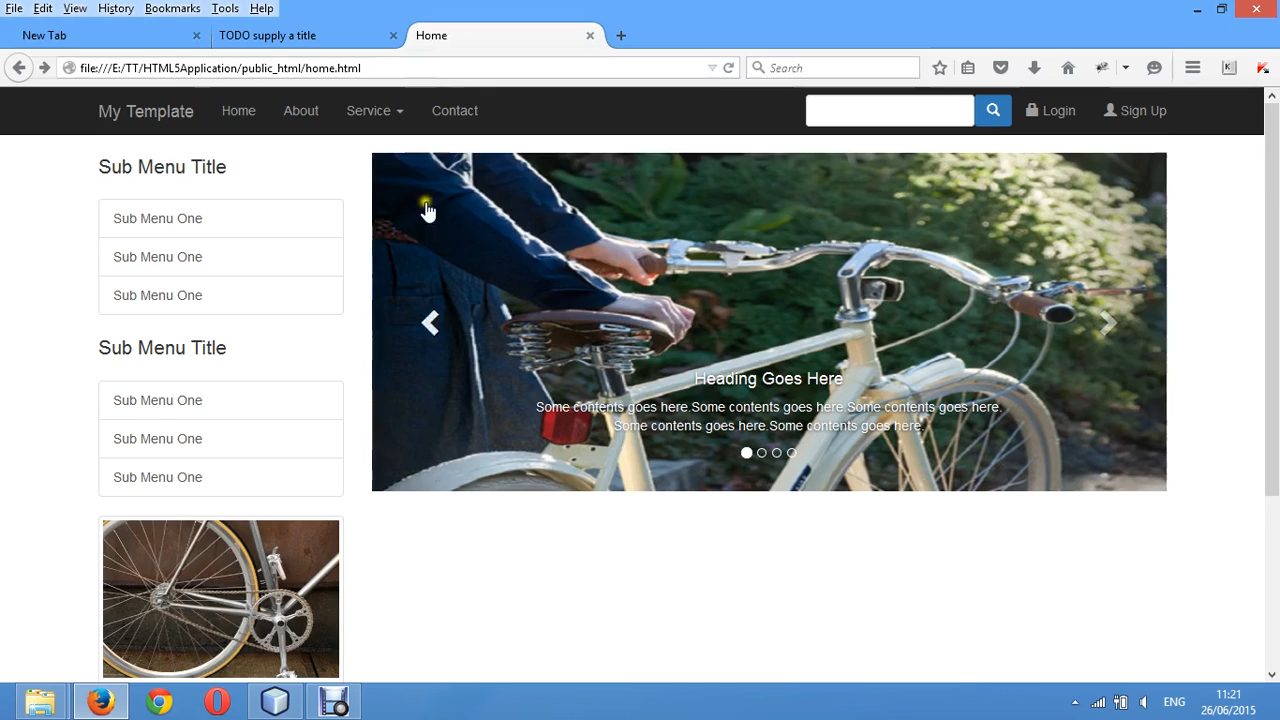 File Edit View History Bookmarks Tools Help
New Tab TODO supply a title Home
file:///E:/TT/HTML5Application/public_html/home.html Search
My Template Home About Service Contact Login Sign Up
Sub Menu Title
Sub Menu One
Sub Menu One
Sub Menu One
Sub Menu Title
Sub Menu One
Sub Menu One
Sub Menu One
Heading Goes Here
Some contents goes here.Some contents goes here.Some contents goes here.
Some contents goes here.Some contents goes here.
ENG
11:21
26/06/2015